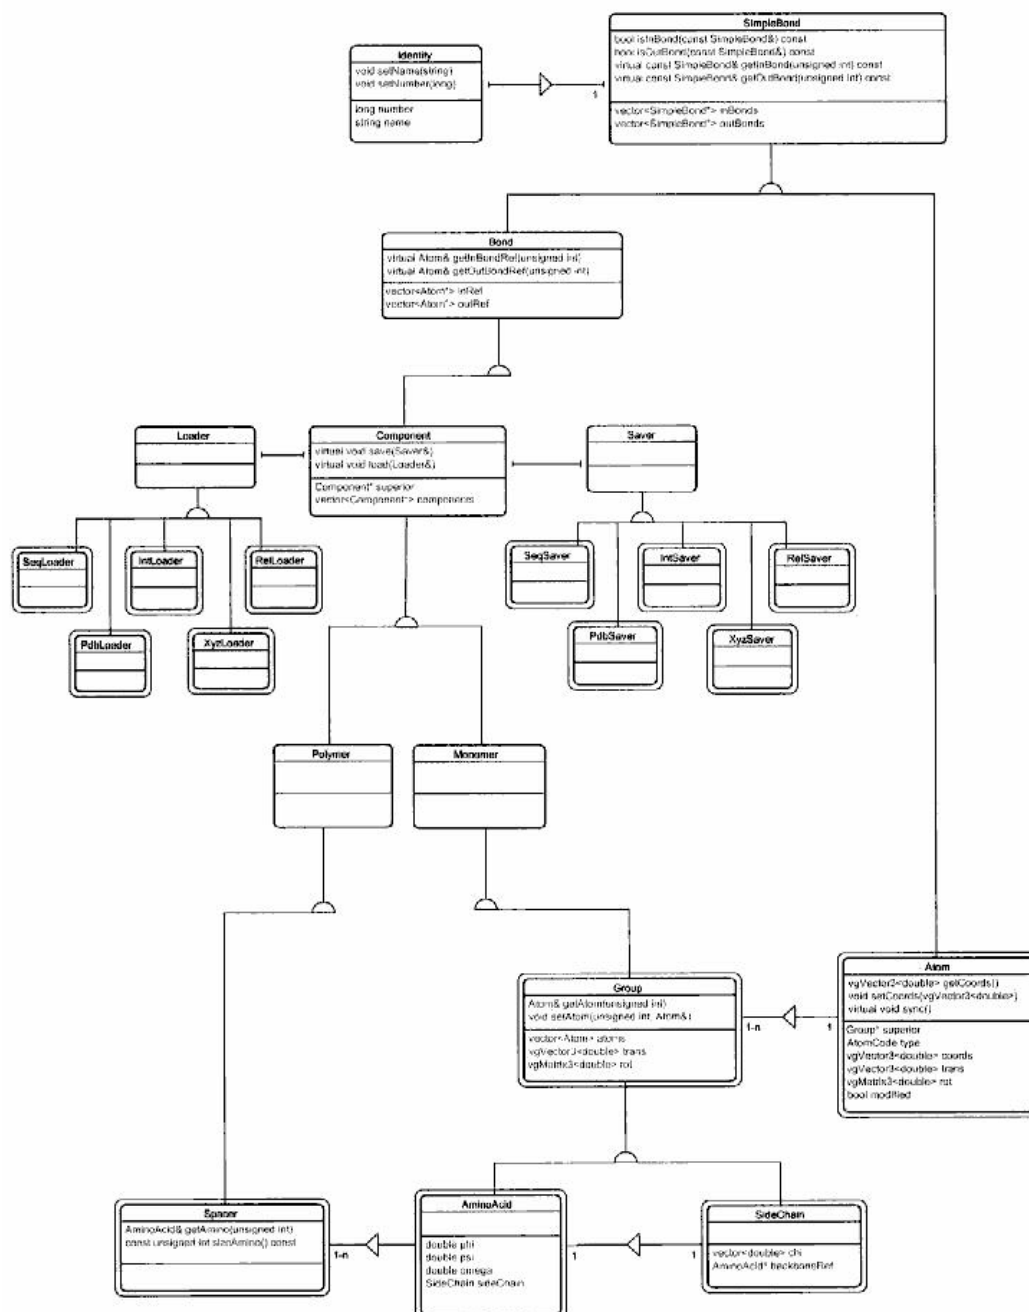 SimpleBond
bool isInBond(const SimpleBond&) const
bool isOutBond(const SimpleBond&) const
virtual const SimpleBond& getInBond(unsigned int) const
virtual const SimpleBond& getOutBond(unsigned int) const
vector<SimpleBond*> inBonds
vector<SimpleBond*> outBonds
Identity
void setName(string)
void setNumber(long)
long number
string name
1
Bond
virtual Atom& getInBondRef(unsigned int)
virtual Atom& getOutBondRef(unsigned int)
vector<Atom*> inRef
vector<Atom*> outRef
Loader
Component
virtual void save(Saver&)
virtual void load(Loader&)
Component* superior
vector<Component*> components
Saver
SeqLoader
IntLoader
RelLoader
PdbLoader
XyzLoader
SeqSaver
IntSaver
RelSaver
PdbSaver
XyzSaver
Polymer
Monomer
Group
Atom& getAtom(unsigned int)
void setAtom(unsigned int, Atom&)
vector<Atom> atoms
vgVector3<double> trans
vgMatrix3<double> rot
1-n
1
Atom
vgVector3<double> getCoords()
void setCoords(vgVector3<double>)
virtual void sync()
Group* superior
AtomCode type
vgVector3<double> coords
vgVector3<double> trans
vgMatrix3<double> rot
bool modified
Spacer
AminoAcid& getAmino(unsigned int)
const unsigned int sizeAmino() const
1-n
AminoAcid
double phi
double psi
double omega
SideChain sideChain
1
1
SideChain
vector<double> chi
AminoAcid* backboneRef